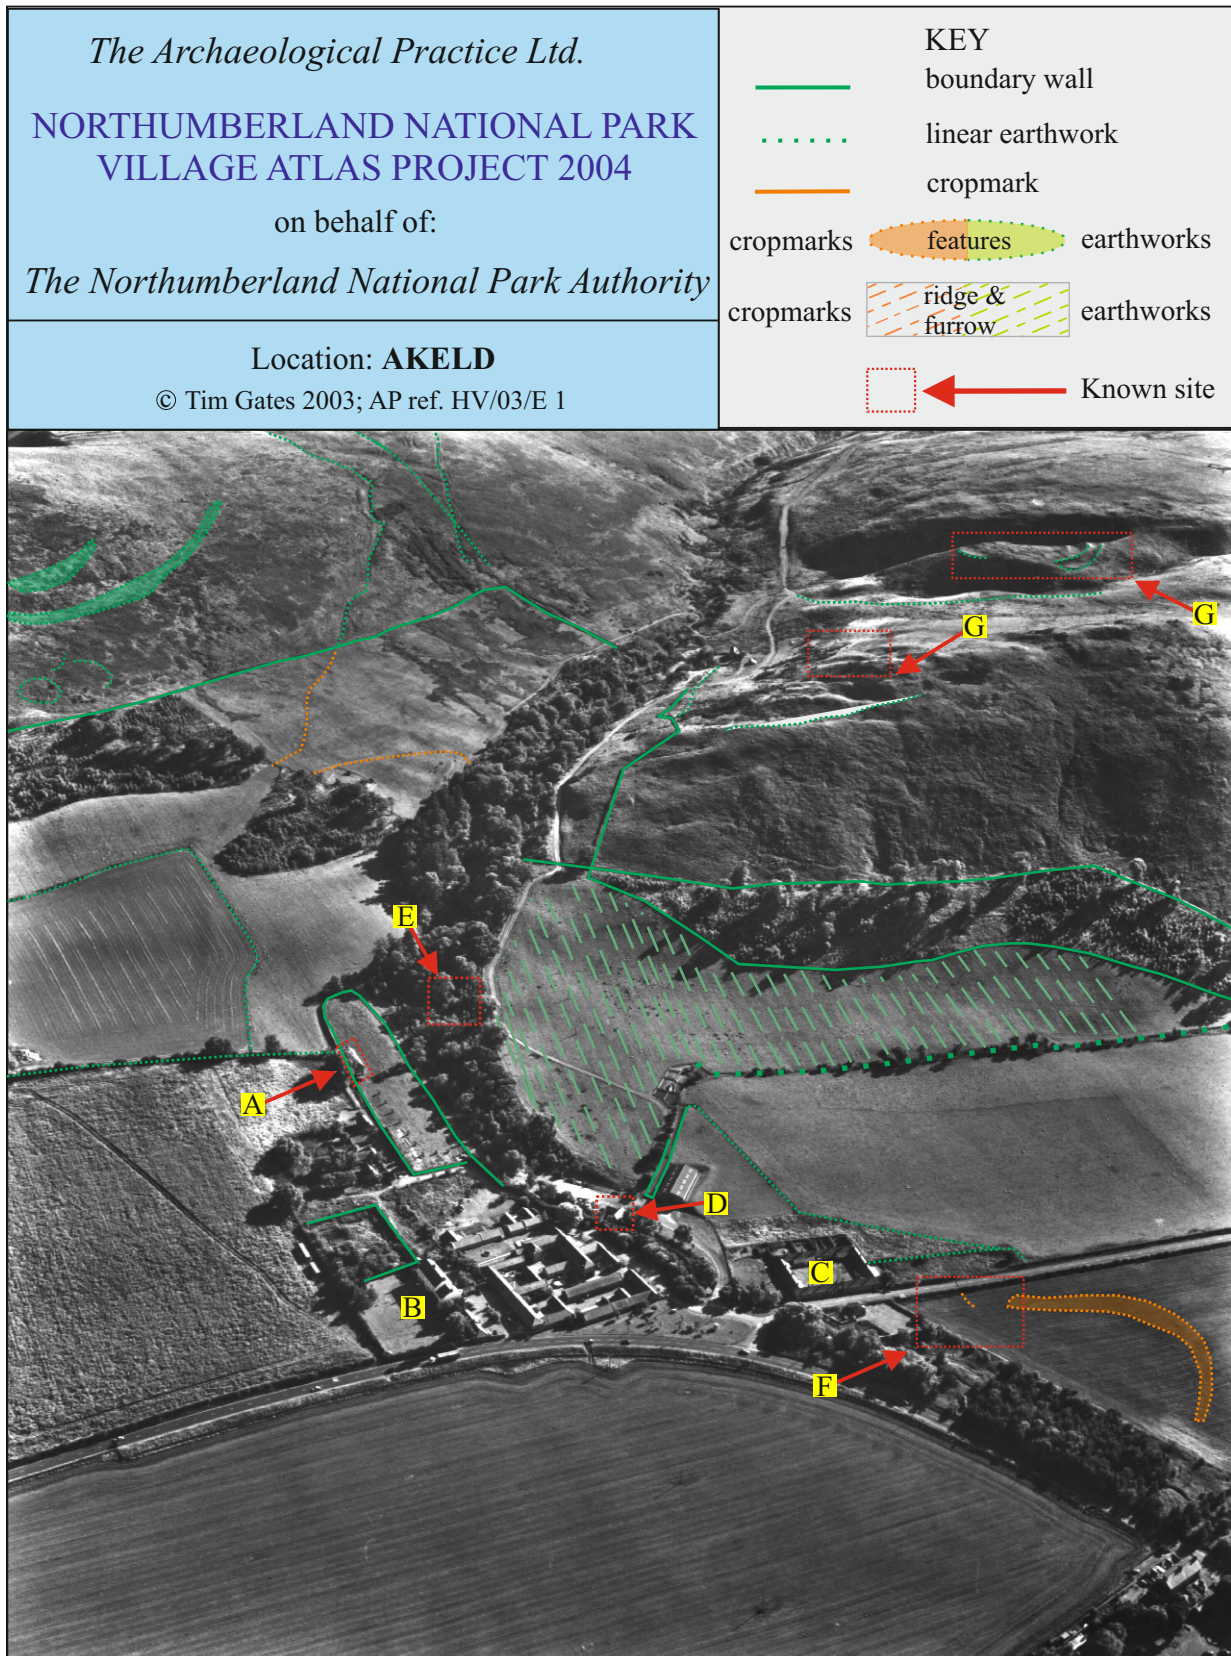 The Archaeological Practice Ltd.
NORTHUMBERLAND NATIONAL PARK
VILLAGE ATLAS PROJECT 2004
on behalf of:
The Northumberland National Park Authority
Location: AKELD
© Tim Gates 2003; AP ref. HV/03/E 1
KEY
boundary wall
linear earthwork
cropmark
cropmarks features earthworks
cropmarks ridge & furrow earthworks
Known site
G
G
E
A
D
C
B
F